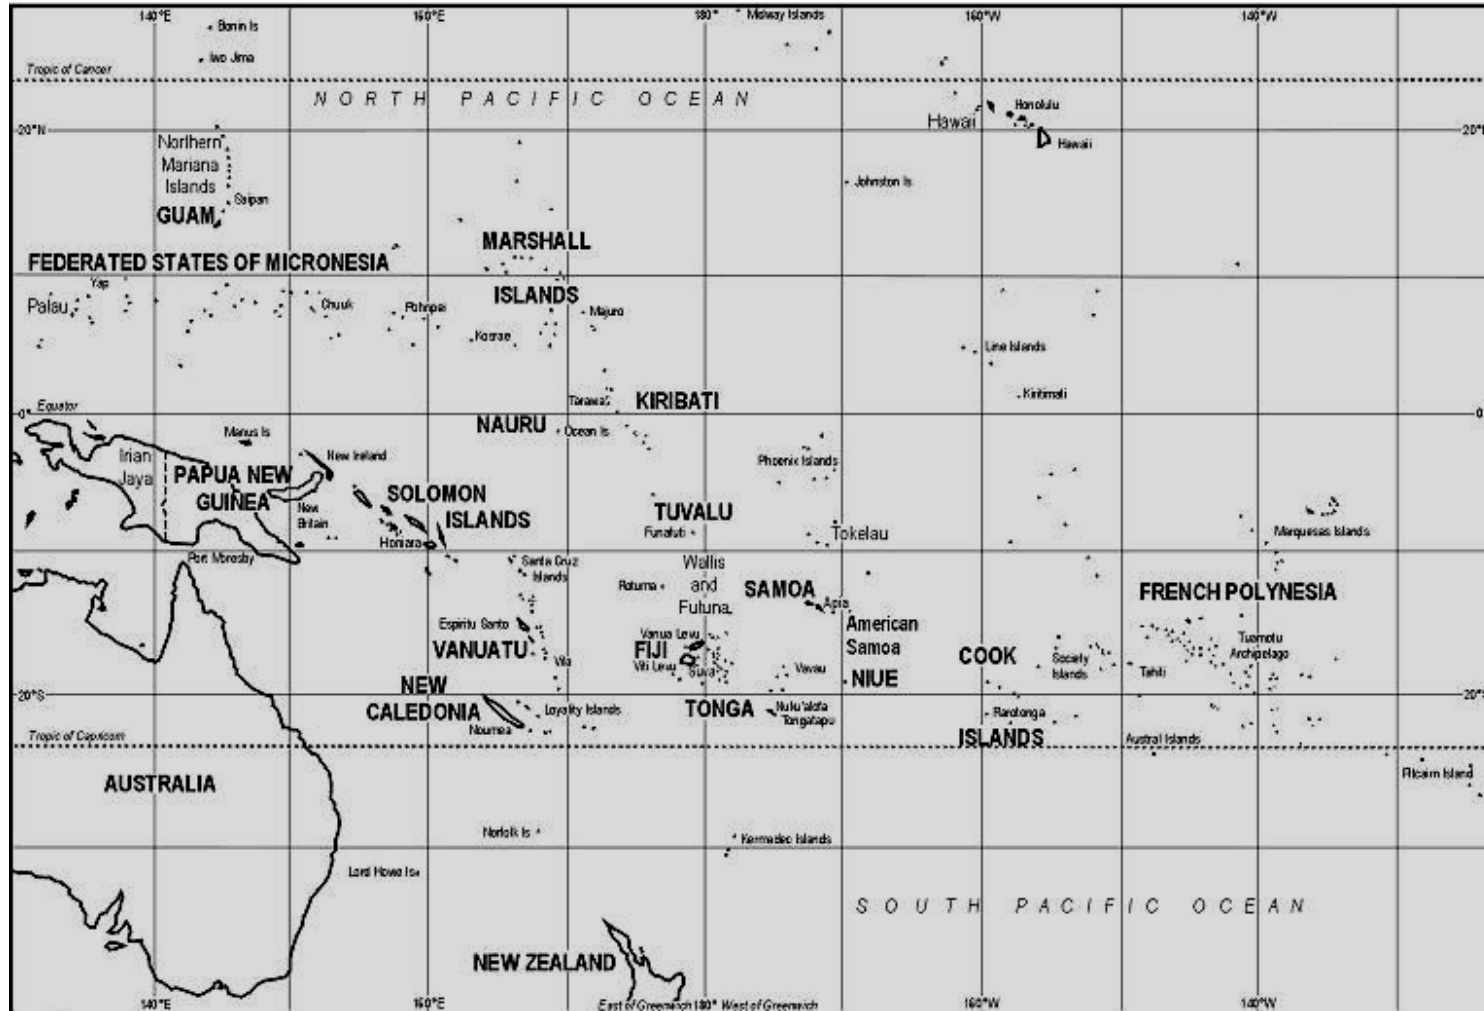 140°E
160°E
180°
Midway Islands
160°W
140°W
Bonin Is
Iwo Jima
Tropic of Cancer
NORTH PACIFIC OCEAN
Honolulu
Hawaii
20°N
20°N
Hawaii
Northern
Mariana
Islands
Saipan
GUAM
Johnston Is
MARSHALL
ISLANDS
FEDERATED STATES OF MICRONESIA
Yap
Palau
Chuuk
Pohnpei
Majuro
Kosrae
Line Islands
Kiritimati
Tarawa
KIRIBATI
0°
Equator
0
NAURU
Ocean Is
Manus Is
Irian
Jaya
New Ireland
PAPUA NEW
GUINEA
Phoenix Islands
SOLOMON
ISLANDS
New
Britain
TUVALU
Funafuti
Tokelau
Marquesas Islands
Honiara
Port Moresby
Santa Cruz
Islands
Wallis
and
Futuna
Rotuma
SAMOA
Apia
FRENCH POLYNESIA
American
Samoa
Espiritu Santo
VANUATU
Vila
Vanua Levu
FIJI
Viti Levu
Suva
Vavau
NIUE
COOK
ISLANDS
Society
Islands
Tahiti
Tuamotu
Archipelago
NEW
CALEDONIA
Loyality Islands
Noumea
TONGA
Nuku'alofa
Tongatapu
Rarotonga
20°S
20°S
Tropic of Capricorn
Austral Islands
Pitcairn Island
AUSTRALIA
Norfolk Is
Kermadec Islands
Lord Howe Is
SOUTH PACIFIC OCEAN
NEW ZEALAND
140°E
160°E
East of Greenwich 180° West of Greenwich
160°W
140°W